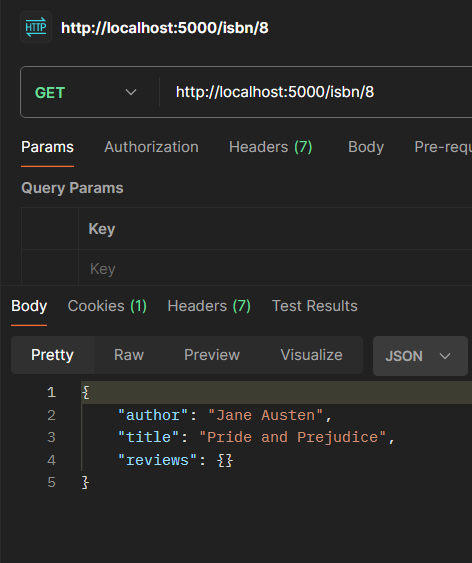 HTTP http://localhost:5000/isbn/8
GET http://localhost:5000/isbn/8
Params Authorization Headers (7) Body Pre-requ
Query Params
Key
Key
Body Cookies (1) Headers (7) Test Results
Pretty Raw Preview Visualize JSON
1 {
2 "author": "Jane Austen",
3 "title": "Pride and Prejudice",
4 "reviews": {}
5 }